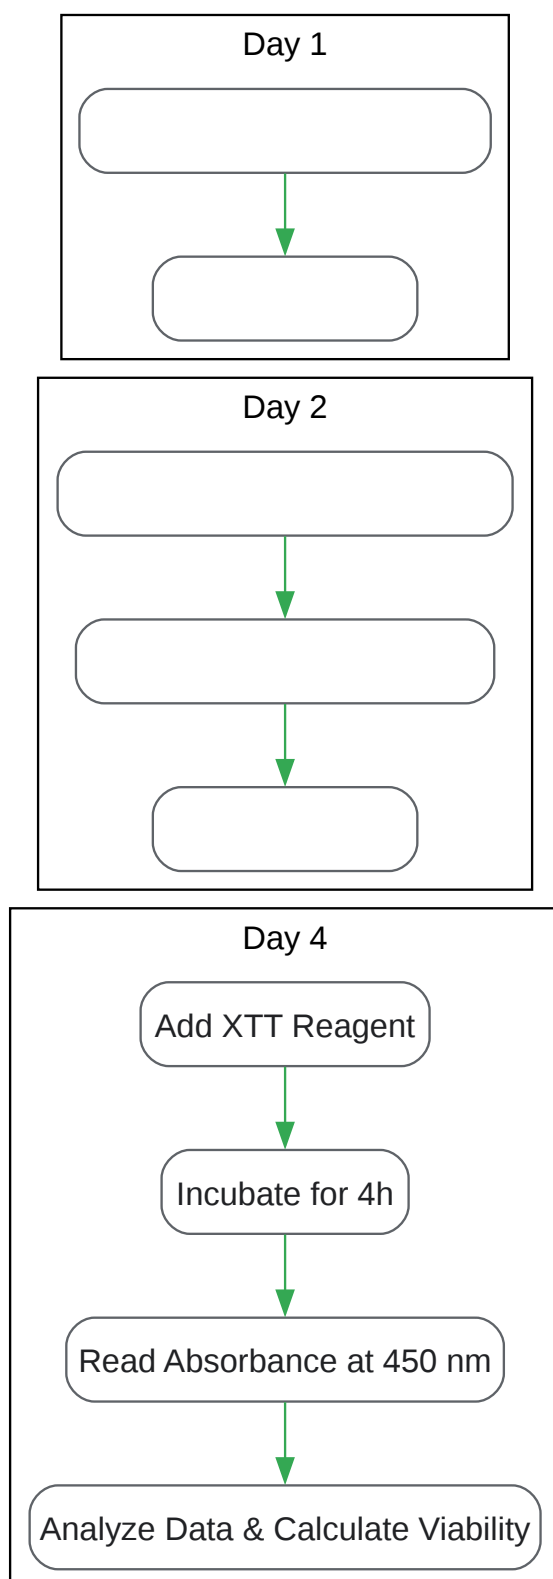 Day 1
Day 2
Day 4
Add XTT Reagent
Incubate for 4h
Read Absorbance at 450 nm
Analyze Data & Calculate Viability